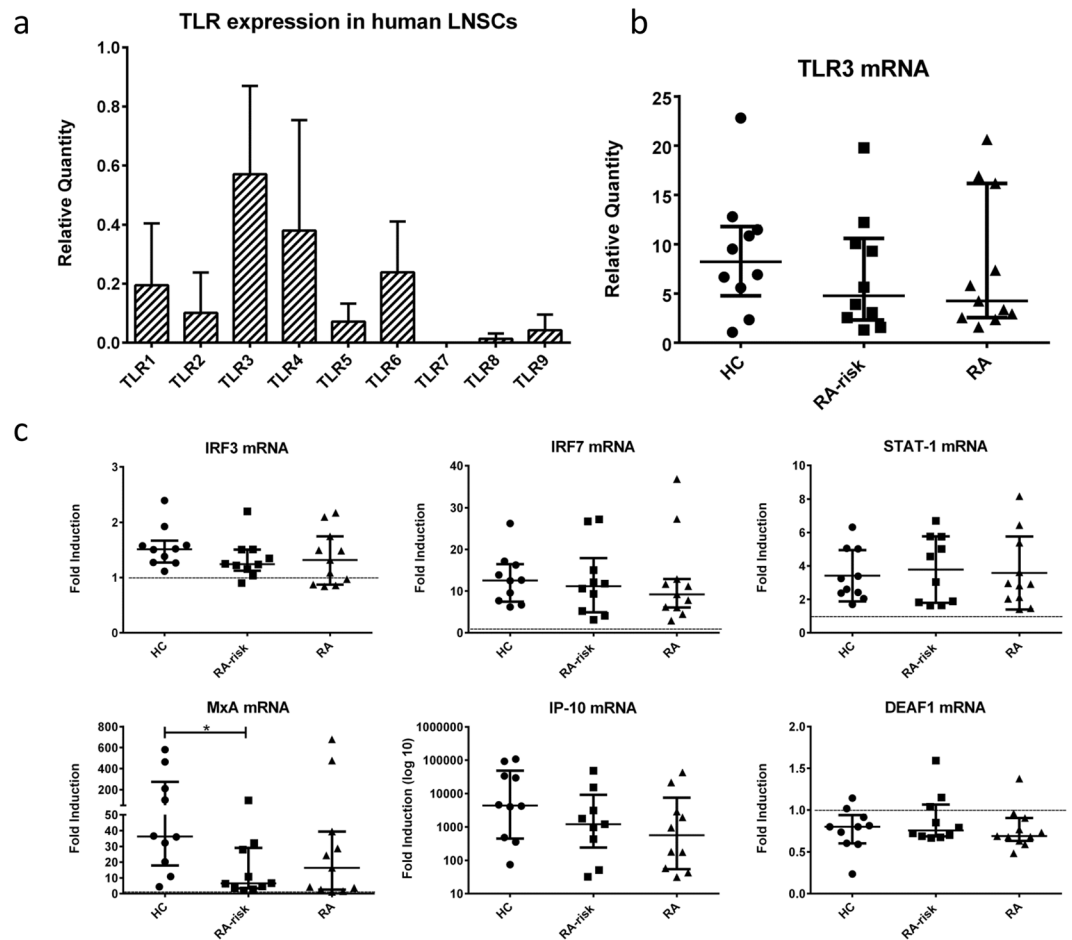 a
TLR expression in human LNSCs
Relative Quantity
1.0
0.8
0.6
0.4
0.2
0.0
TLR1 TLR2 TLR3 TLR4 TLR5 TLR6 TLR7 TLR8 TLR9
b
TLR3 mRNA
Relative Quantity
25
20
15
10
5
0
HC RA-risk RA
c
IRF3 mRNA
Fold Induction
3
2
1
0
HC RA-risk RA
IRF7 mRNA
Fold Induction
40
30
20
10
0
HC RA-risk RA
STAT-1 mRNA
Fold Induction
10
8
6
4
2
0
HC RA-risk RA
MxA mRNA
Fold Induction
800
600
400
200
50
40
30
20
10
0
*
HC RA-risk RA
IP-10 mRNA
Fold Induction (log 10)
1000000
100000
10000
1000
100
10
HC RA-risk RA
DEAF1 mRNA
Fold Induction
2.0
1.5
1.0
0.5
0.0
HC RA-risk RA